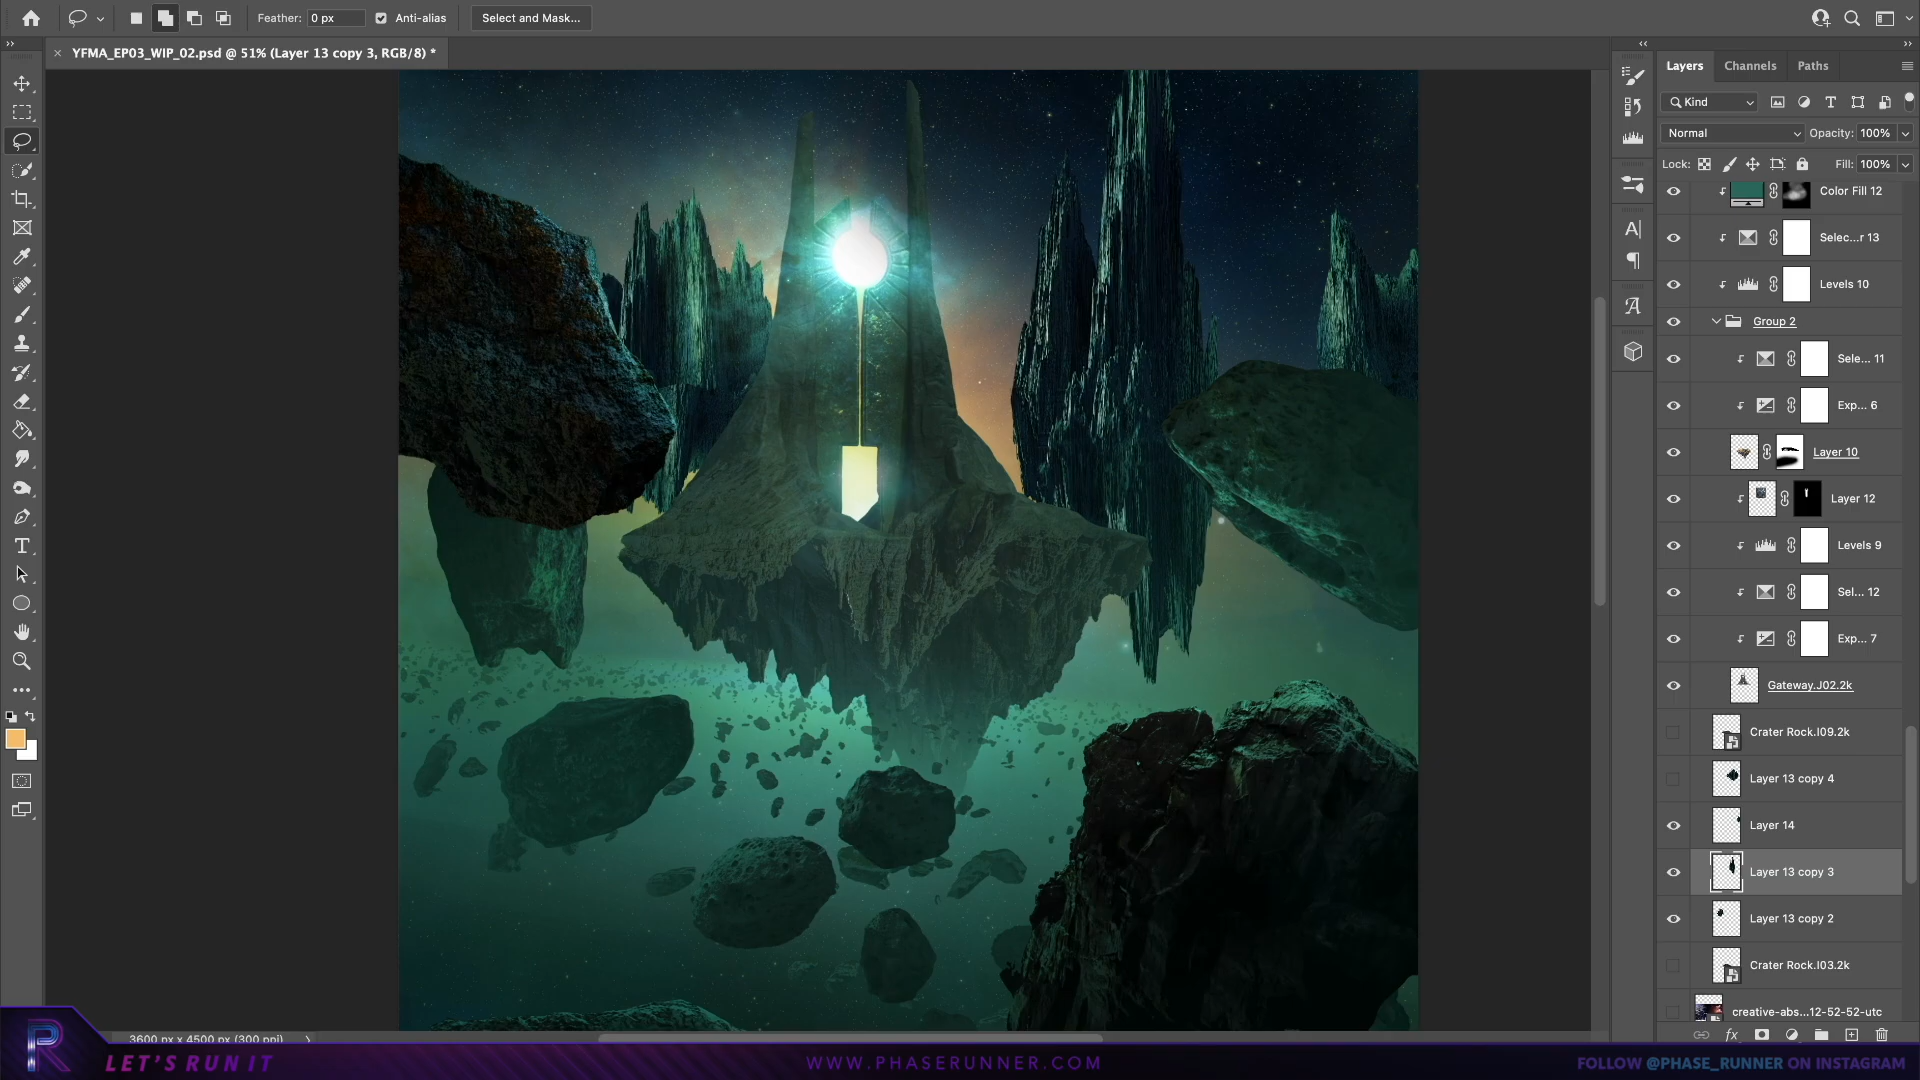 Feather: 0 px Anti-alias Select and Mask...
YFMA_EP03_WIP_02.psd @ 51% (Layer 13 copy 3, RGB/8) *
Layers Channels Paths
Kind
Normal Opacity: 100%
Lock: Fill: 100%
Color Fill 12
Selec...r 13
Levels 10
Group 2
Sele... 11
Exp... 6
Layer 10
Layer 12
Levels 9
Sel... 12
Exp... 7
Gateway.J02.2k
Crater Rock.I09.2k
Layer 13 copy 4
Layer 14
Layer 13 copy 3
Layer 13 copy 2
Crater Rock.I03.2k
creative-abs...12-52-52-utc
3600 px x 4500 px (300 ppi)
LET'S RUN IT
WWW.PHASERUNNER.COM
FOLLOW @PHASE_RUNNER ON INSTAGRAM